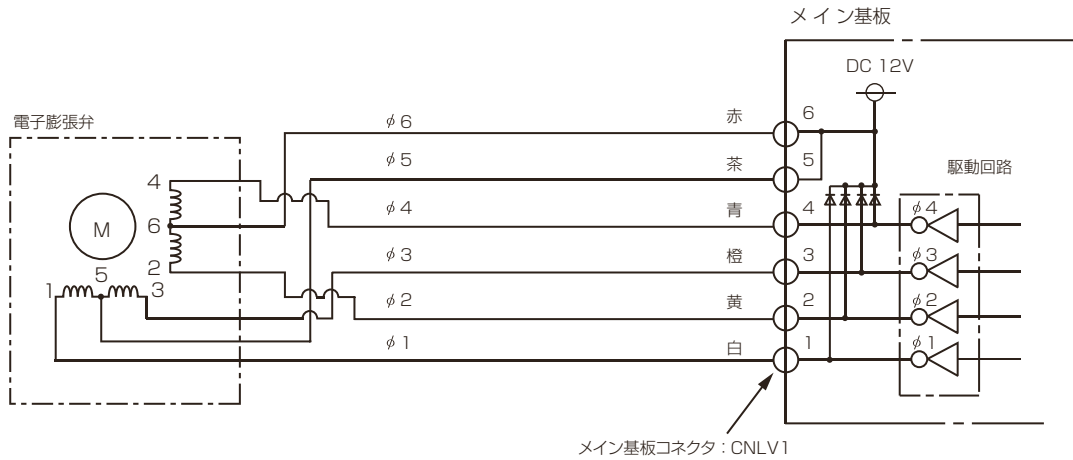 メイン基板
DC 12V
電子膨張弁
φ6
赤
6
φ5
茶
5
駆動回路
4
φ4
青
4
φ4
M
6
φ3
橙
3
φ3
5
2
1
3
φ2
黄
2
φ2
φ1
白
1
φ1
メイン基板コネクタ：CNLV1